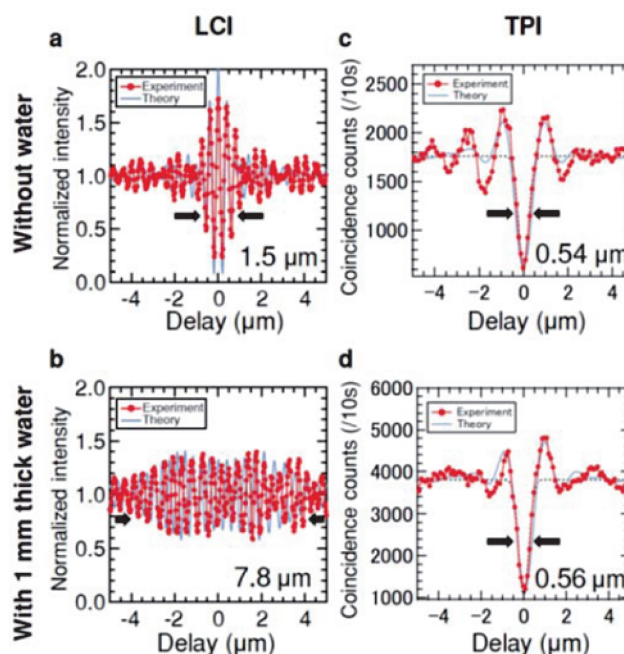 LCI
TPI
Without water
With 1 mm thick water
a
2.0
1.5
1.0
0.5
0.0
Normalized intensity
Experiment
Theory
1.5 μm
-4 -2 0 2 4
Delay (μm)
c
2500
2000
1500
1000
Coincidence counts (/10s)
Experiment
Theory
0.54 μm
-4 -2 0 2 4
Delay (μm)
b
2.0
1.5
1.0
0.5
0.0
Normalized intensity
Experiment
Theory
7.8 μm
-4 -2 0 2 4
Delay (μm)
d
6000
5000
4000
3000
2000
1000
Coincidence counts (/10s)
Experiment
Theory
0.56 μm
-4 -2 0 2 4
Delay (μm)